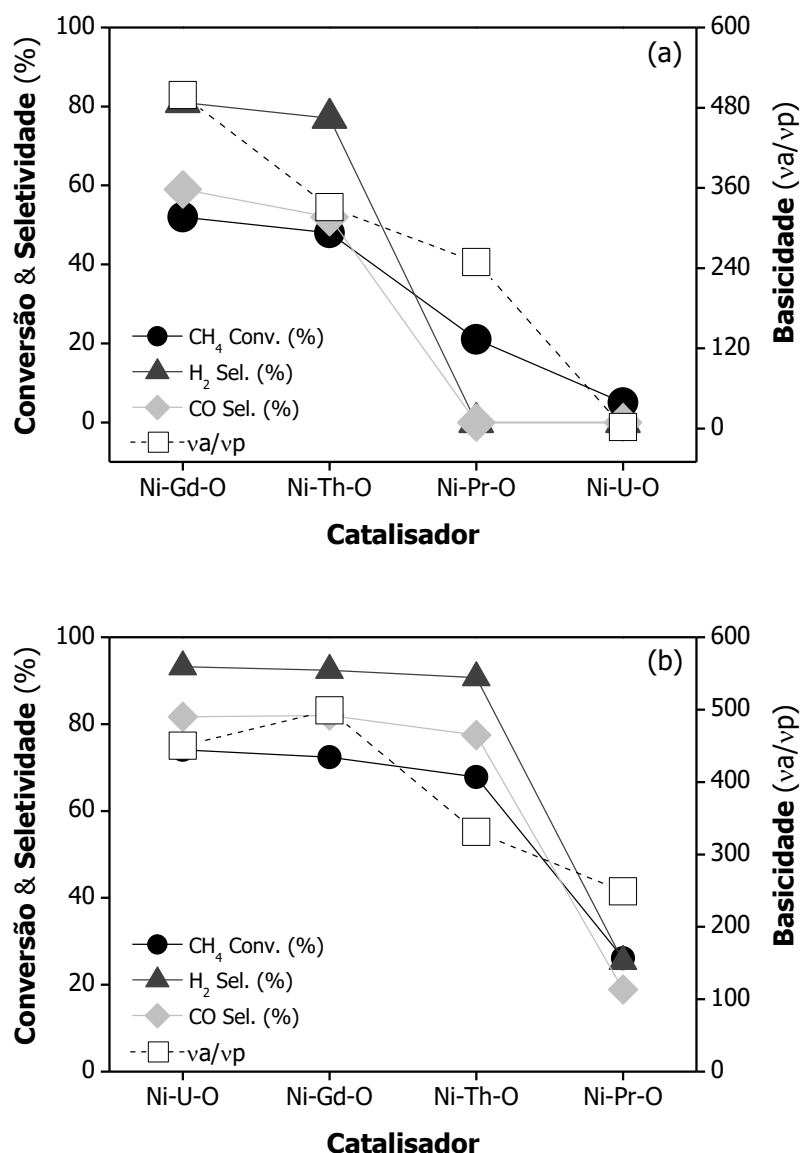 (a)
100
80
60
40
20
0
Conversão & Seletividade (%)
600
480
360
240
120
0
Basicidade (νa/νp)
CH4 Conv. (%)
H2 Sel. (%)
CO Sel. (%)
νa/νp
Ni-Gd-O Ni-Th-O Ni-Pr-O Ni-U-O
Catalisador
(b)
100
80
60
40
20
0
Conversão & Seletividade (%)
600
500
400
300
200
100
0
Basicidade (νa/νp)
CH4 Conv. (%)
H2 Sel. (%)
CO Sel. (%)
νa/νp
Ni-U-O Ni-Gd-O Ni-Th-O Ni-Pr-O
Catalisador